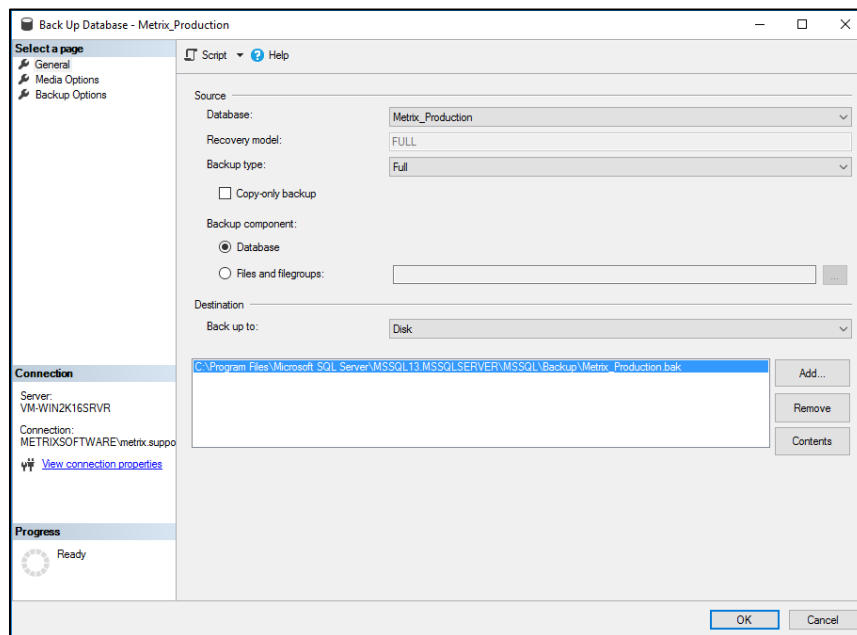 Back Up Database - Metrix_Production
Select a page
General
Media Options
Backup Options
Script
Help
Source
Database:
Metrix_Production
Recovery model:
FULL
Backup type:
Full
Copy-only backup
Backup component:
Database
Files and filegroups:
...
Destination
Back up to:
Disk
C:\Program Files\Microsoft SQL Server\MSSQL13.MSSQLSERVER\MSSQL\Backup\Metrix_Production.bak
Add...
Remove
Contents
Connection
Server:
VM-WIN2K16SRVR
Connection:
METRIXSOFTWARE\metrix.suppo
View connection properties
Progress
Ready
OK
Cancel